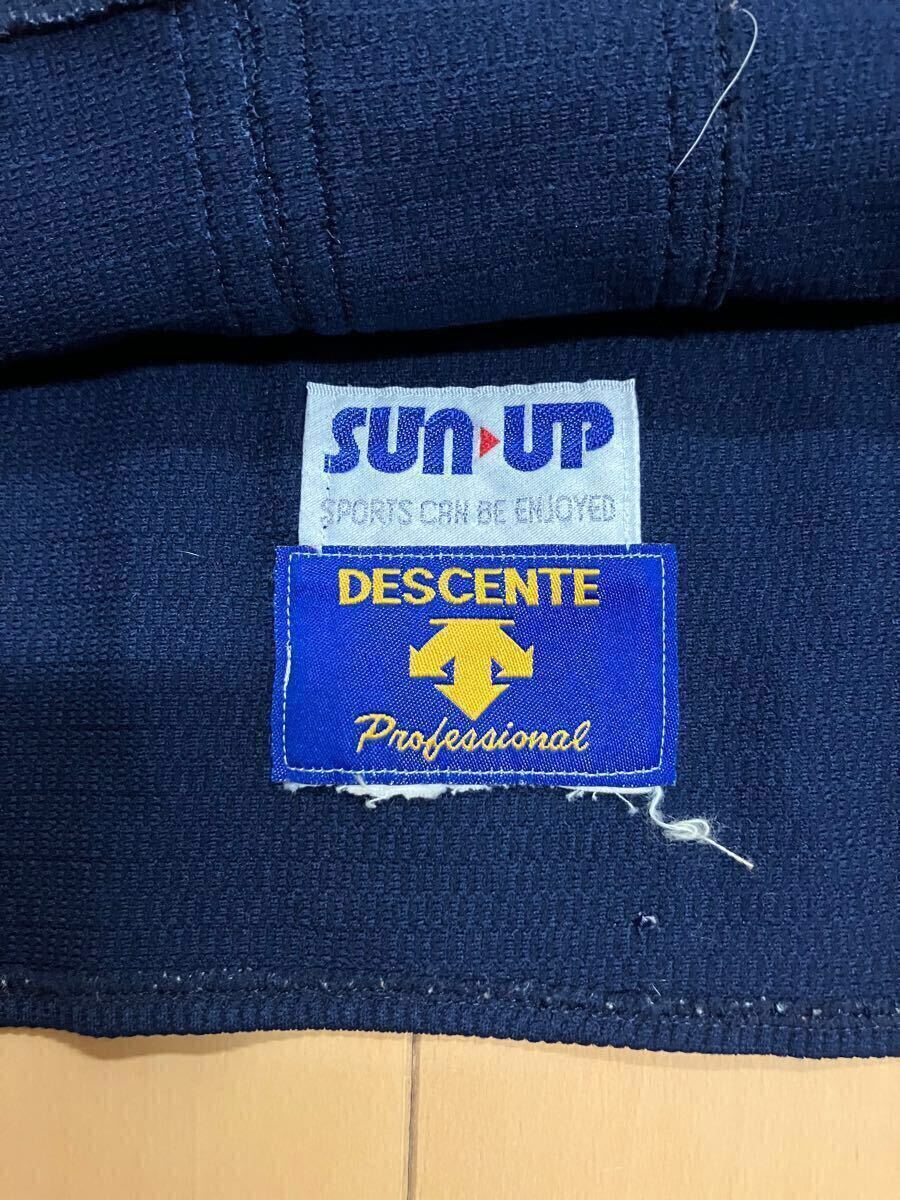 SUN UP
SPORTS CAN BE ENJOYED
DESCENTE
Professional